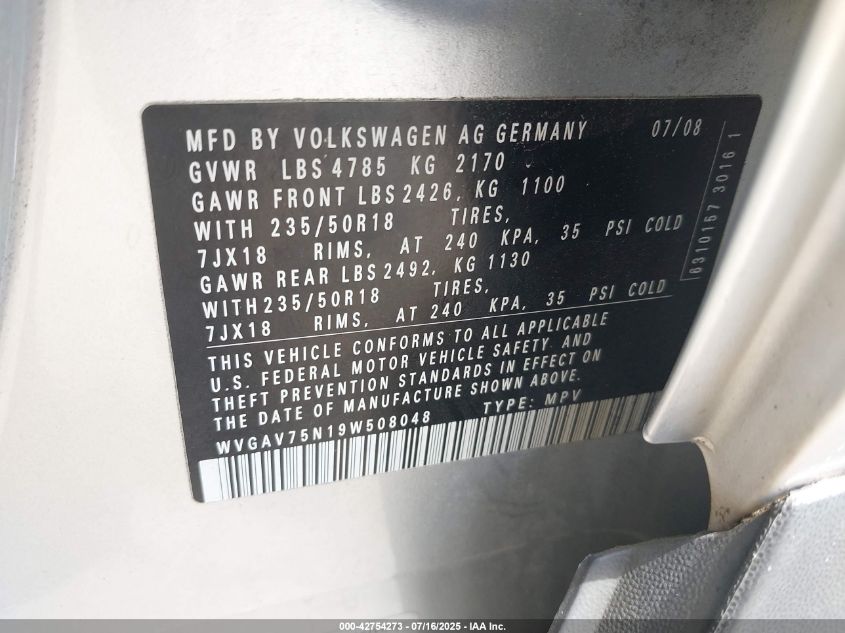 MFD BY VOLKSWAGEN AG GERMANY 07/08
GVWR LBS 4785 KG 2170
GAWR FRONT LBS 2426, KG 1100
WITH 235/50R18 TIRES,
7JX18 RIMS, AT 240 KPA, 35 PSI COLD
GAWR REAR LBS 2492, KG 1130
WITH 235/50R18 TIRES,
7JX18 RIMS, AT 240 KPA, 35 PSI COLD
THIS VEHICLE CONFORMS TO ALL APPLICABLE
U.S. FEDERAL MOTOR VEHICLE SAFETY. AND
THEFT PREVENTION STANDARDS IN EFFECT ON
THE DATE OF MANUFACTURE SHOWN ABOVE.
WVGAV75N19W508048 TYPE: MPV
6310157 3016 1
000-42754273 - 07/16/2025 - IAA Inc.